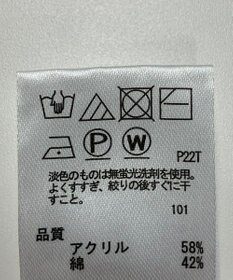 P W P22T
淡色のものは無蛍光洗剤を使用。
よくすすぎ、絞りの後すぐに干
すこと。
101
品質
アクリル 58%
綿 42%